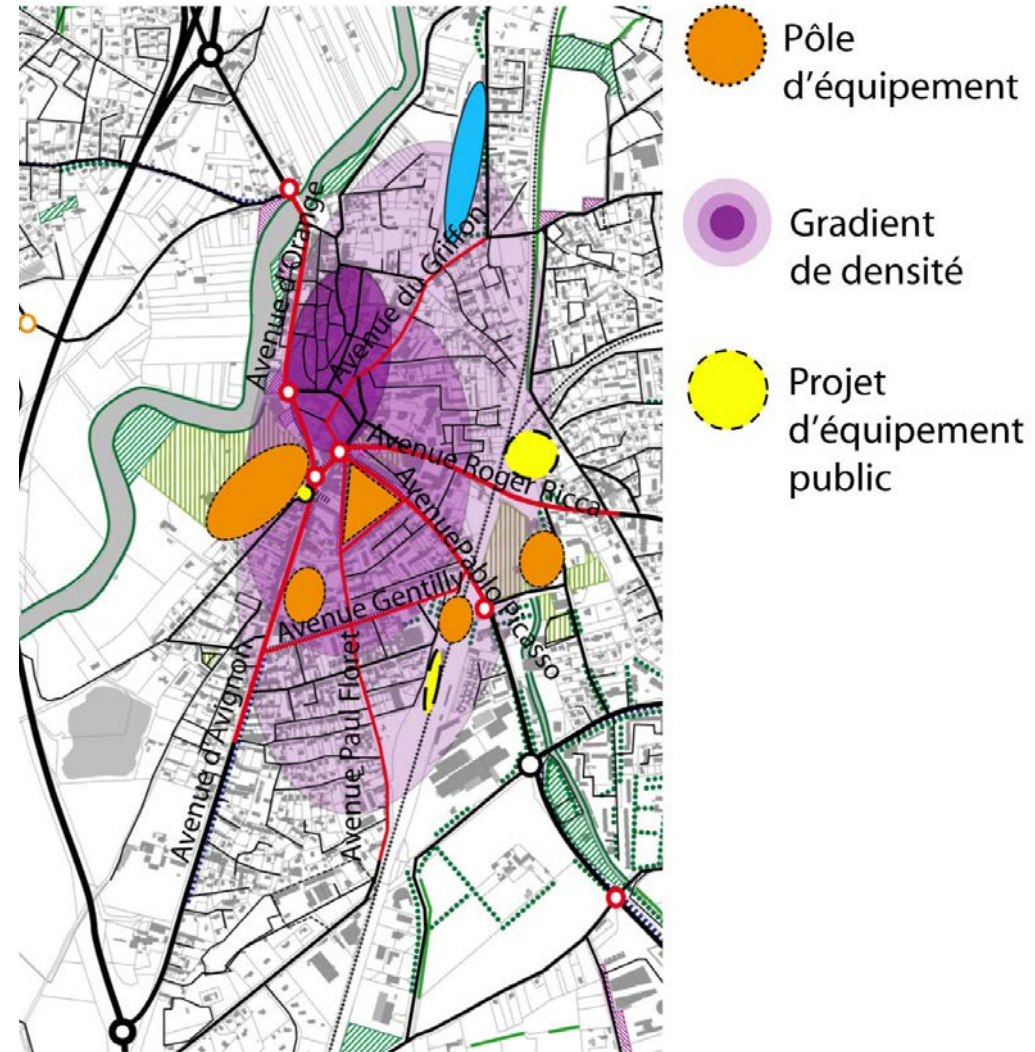 Pôle
d'équipement
Gradient
de densité
Projet
d'équipement
public
Avenue d'Orange
Avenue du Griffon
Avenue Roger Ricca
Avenue Pablo Picasso
Avenue Gentilly
Avenue d'Avignon
Avenue Paul Floret